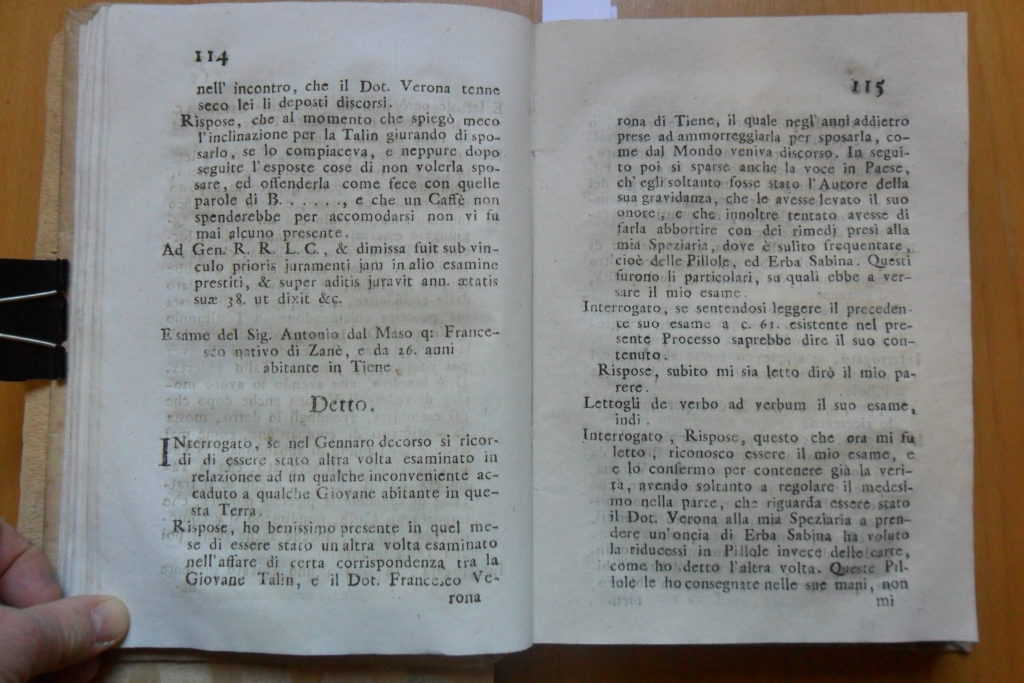 114
nell' incontro, che il Dot. Verona tenne
seco lei li deposti discorsi.
Rispose, che al momento che spiegò meco
l'inclinazione per la Talin giurando di spo-
sarlo, se lo compiaceva, e neppure dopo
seguite l'esposte cose di non volerla spo-
sare, ed offenderla come fece con quelle
parole di B. . . . . ., e che un Caffè non
spenderebbe per accomodarsi non vi fu
mai alcuno presente.
Ad Gen. R. R. L. C., & dimissa fuit sub vin-
culo prioris juramenti jam in alio esamine
prestiti, & super aditis juravit ann. ætatis
suæ 38. ut dixit &c.
Esame del Sig. Antonio dal Maso q: France-
sco nativo di Zanè, e da 26. anni
abitante in Tiene.
Detto.
INterrogato, se nel Gennaro decorso si ricor-
di di essere stato altra volta esaminato in
relazionee ad un qualche inconveniente ac-
caduto a qualche Giovane abitante in que-
sta Terra.
Rispose, ho benissimo presente in quel me-
se di essere stato un altra volta esaminato
nell'affare di certa corrispondenza tra la
Giovane Talin, e il Dot. Francesco Ve-
rona
115
rona di Tiene, il quale negl'anni addietro
prese ad ammorreggiarla per sposarla, co-
me dal Mondo veniva discorso. In segui-
to poi si sparse anche la voce in Paese,
ch' egli soltanto fosse stato l'Autore della
sua gravidanza, che le avesse levato il suo
onore, e che innoltre tentato avesse di
farla abbortire con dei rimedj presi alla
mia Speziaria, dove è sulito frequentare,
cioè delle Pillole, ed Erba Sabina. Questi
furono li particolari, su quali ebbe a ver-
sare il mio esame.
Interrogato, se sentendosi leggere il preceden-
te suo esame a c. 61. esistente nel pre-
sente Processo saprebbe dire il suo con-
tenuto.
Rispose, subito mi sia letto dirò il mio pa-
rere.
Lettogli de verbo ad verbum il suo esame,
indi.
Interrogato, Rispose, questo che ora mi fu
letto, riconosco essere il mio esame, e
e lo confermo per contenere già la veri-
tà, avendo soltanto a regolare il medesi-
mo nella parte, che riguarda essere stato
il Dot. Verona alla mia Speziaria a pren-
dere un'oncia di Erba Sabina ha voluto
la riducessi in Pillole invece delle carte,
come ho detto l'altra volta. Queste Pil-
lole le ho consegnate nelle sue mani, non
mi